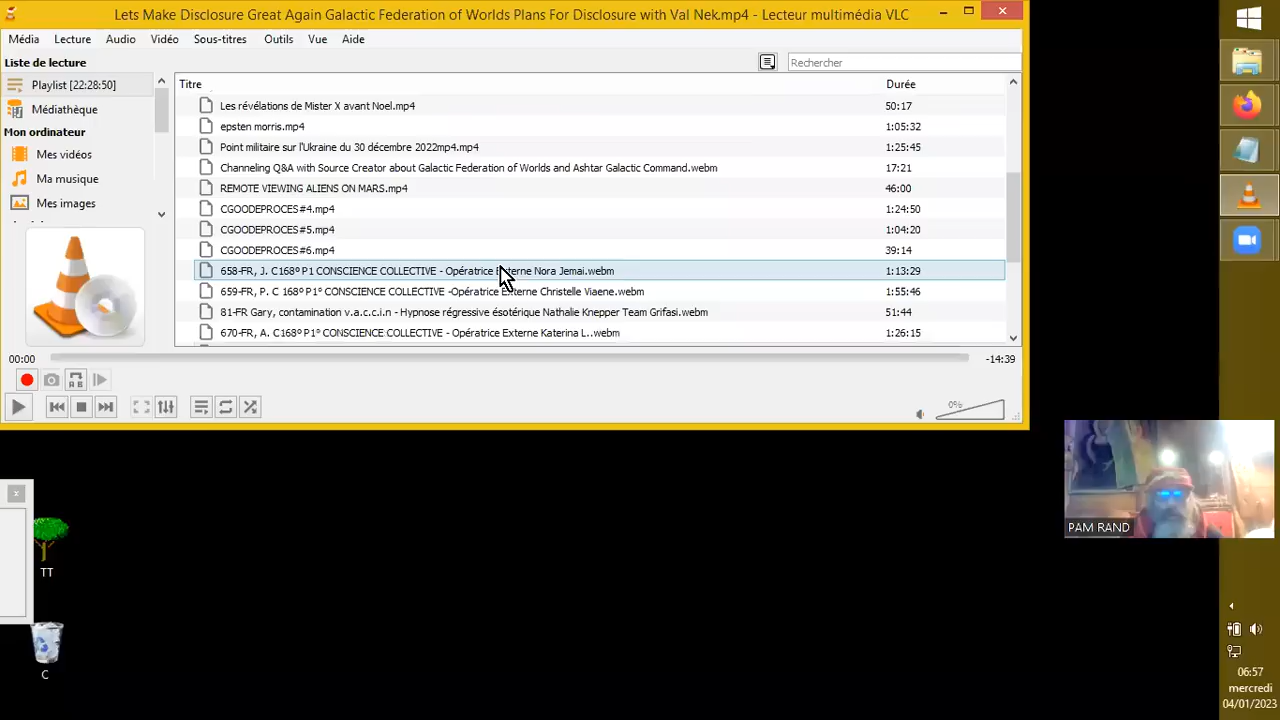 Lets Make Disclosure Great Again Galactic Federation of Worlds Plans For Disclosure with Val Nek.mp4 - Lecteur multimédia VLC
Média Lecture Audio Vidéo Sous-titres Outils Vue Aide
Liste de lecture
Rechercher
Playlist [22:28:50]
Médiathèque
Mon ordinateur
Mes vidéos
Ma musique
Mes images
Titre Durée
Les révélations de Mister X avant Noel.mp4 50:17
epsten morris.mp4 1:05:32
Point militaire sur l'Ukraine du 30 décembre 2022mp4.mp4 1:25:45
Channeling Q&A with Source Creator about Galactic Federation of Worlds and Ashtar Galactic Command.webm 17:21
REMOTE VIEWING ALIENS ON MARS.mp4 46:00
CGOODEPROCES#4.mp4 1:24:50
CGOODEPROCES#5.mp4 1:04:20
CGOODEPROCES#6.mp4 39:14
658-FR, J. C168º P1 CONSCIENCE COLLECTIVE - Opératrice Nora Jemai.webm 1:13:29
659-FR, P. C 168º P1° CONSCIENCE COLLECTIVE -Opératrice Externe Christelle Viaene.webm 1:55:46
81-FR Gary, contamination v.a.c.c.i.n - Hypnose régressive ésotérique Nathalie Knepper Team Grifasi.webm 51:44
670-FR, A. C168º P1° CONSCIENCE COLLECTIVE - Opératrice Externe Katerina L..webm 1:26:15
00:00 -14:39
0%
PAM RAND
TT
C
06:57
mercredi
04/01/2023